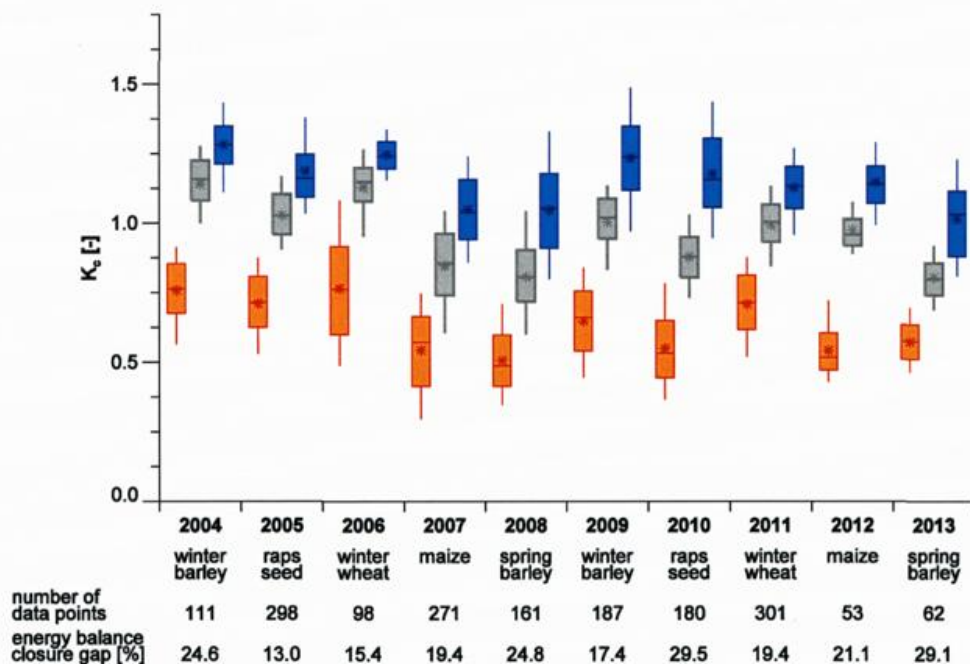 1.5
1.0
K_c [-]
0.5
0.0
2004 2005 2006 2007 2008 2009 2010 2011 2012 2013
winter barley raps seed winter wheat maize spring barley winter barley raps seed winter wheat maize spring barley
number of data points 111 298 98 271 161 187 180 301 53 62
energy balance closure gap [%] 24.6 13.0 15.4 19.4 24.8 17.4 29.5 19.4 21.1 29.1